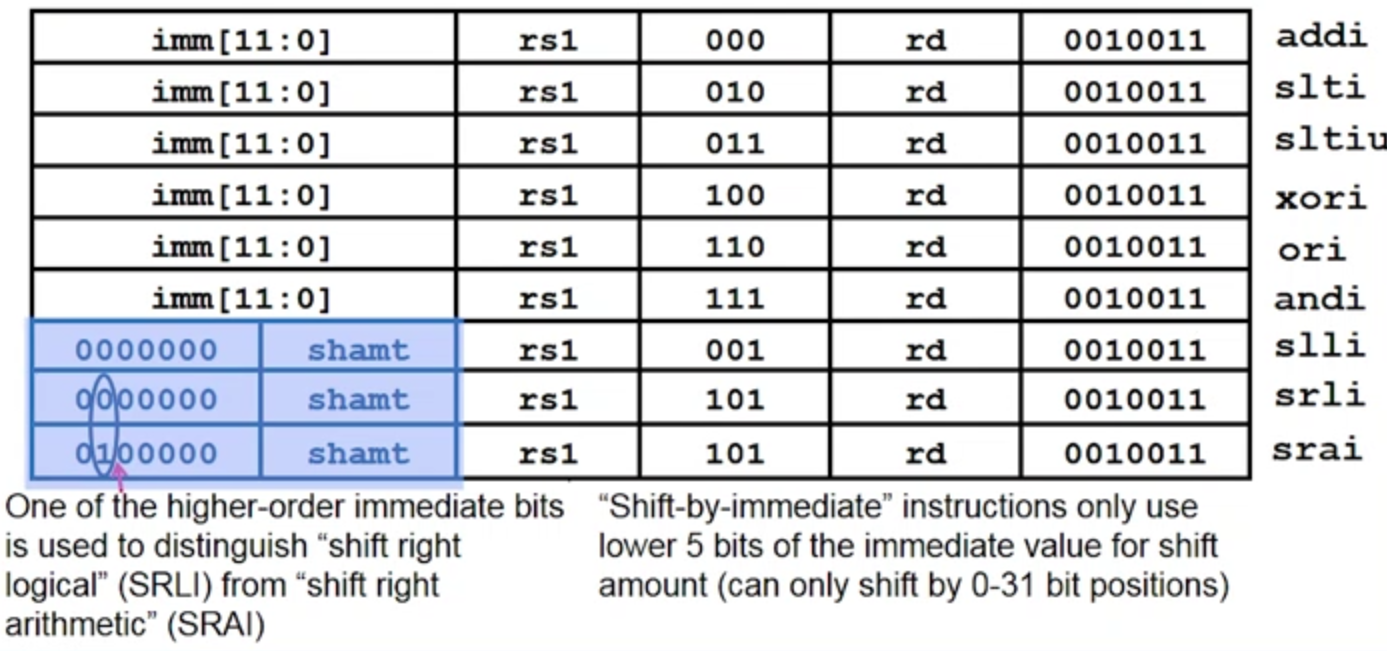 imm[11:0] rs1 000 rd 0010011 addi
imm[11:0] rs1 010 rd 0010011 slti
imm[11:0] rs1 011 rd 0010011 sltiu
imm[11:0] rs1 100 rd 0010011 xori
imm[11:0] rs1 110 rd 0010011 ori
imm[11:0] rs1 111 rd 0010011 andi
0000000 shamt rs1 001 rd 0010011 slli
0000000 shamt rs1 101 rd 0010011 srli
0100000 shamt rs1 101 rd 0010011 srai
One of the higher-order immediate bits
is used to distinguish “shift right
logical” (SRLI) from “shift right
arithmetic” (SRAI)
“Shift-by-immediate” instructions only use
lower 5 bits of the immediate value for shift
amount (can only shift by 0-31 bit positions)